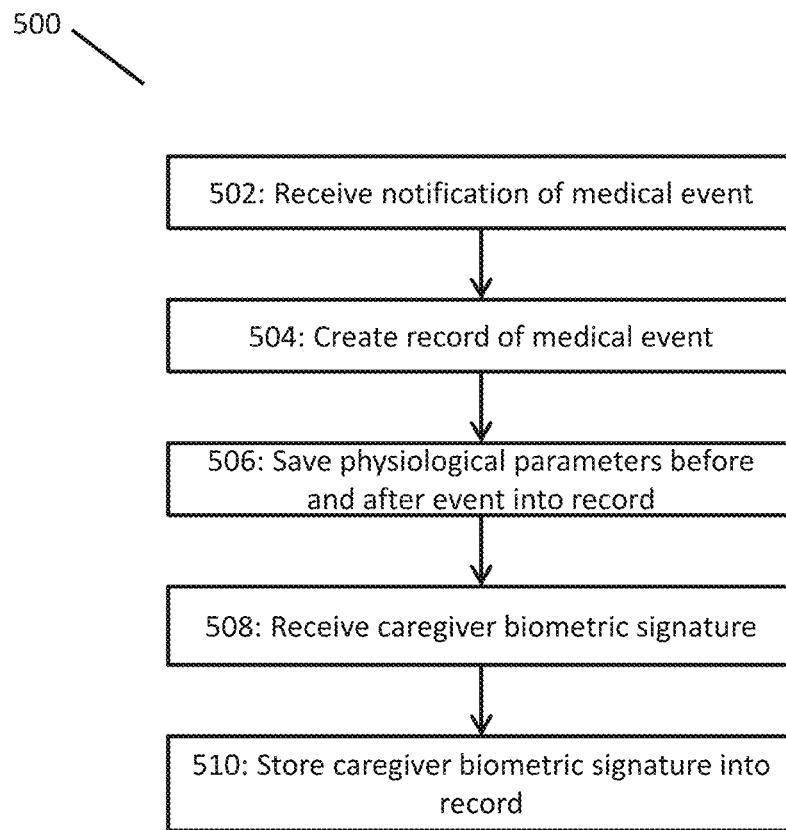 500
502: Receive notification of medical event
504: Create record of medical event
506: Save physiological parameters before
and after event into record
508: Receive caregiver biometric signature
510: Store caregiver biometric signature into
record